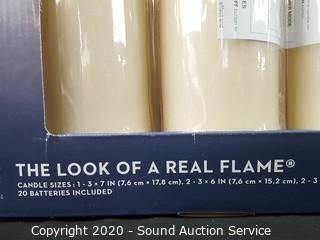 THE LOOK OF A REAL FLAME®
CANDLE SIZES: 1 - 3 × 7 IN (7,6 cm × 17,8 cm), 2 - 3 × 6 IN (7,6 cm × 15,2 cm), 2 - 3
20 BATTERIES INCLUDED
Copyright 2020 - Sound Auction Service